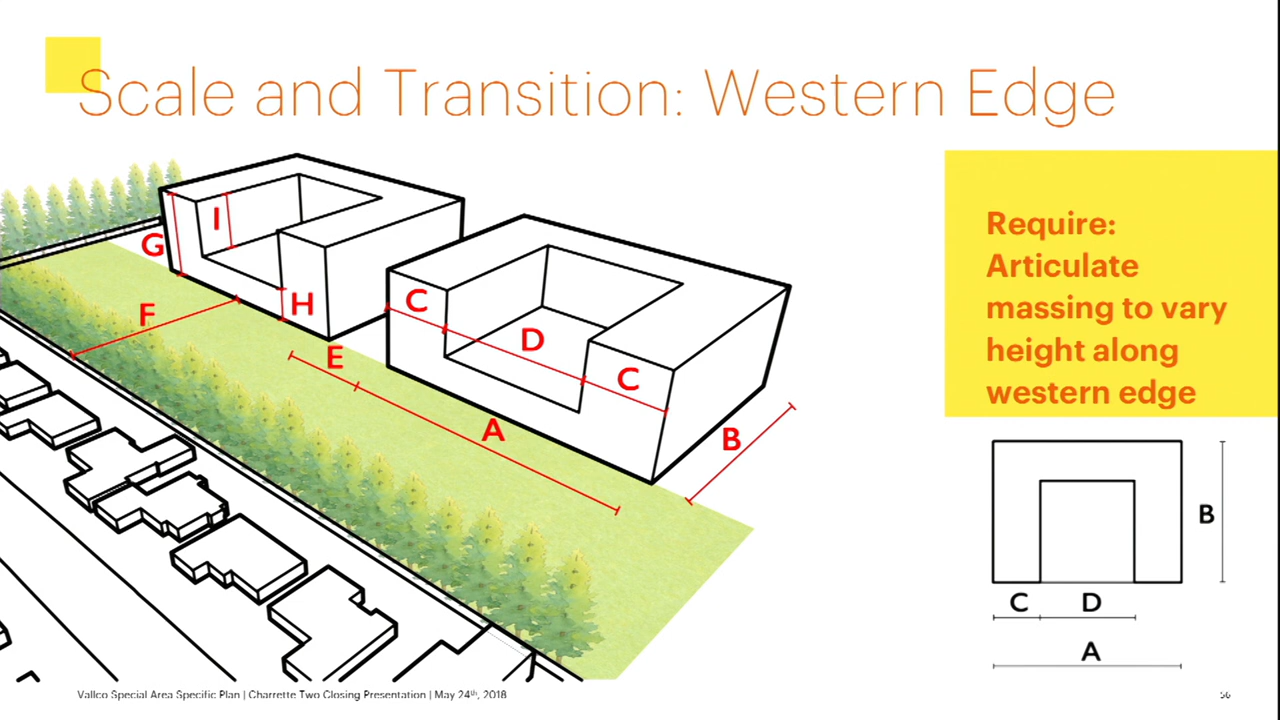 Scale and Transition: Western Edge
Require:
Articulate
massing to vary
height along
western edge
I
G
H
F
E
C
D
C
A
B
B
C D
A
Vallco Special Area Specific Plan | Charrette Two Closing Presentation | May 24th, 2018
56